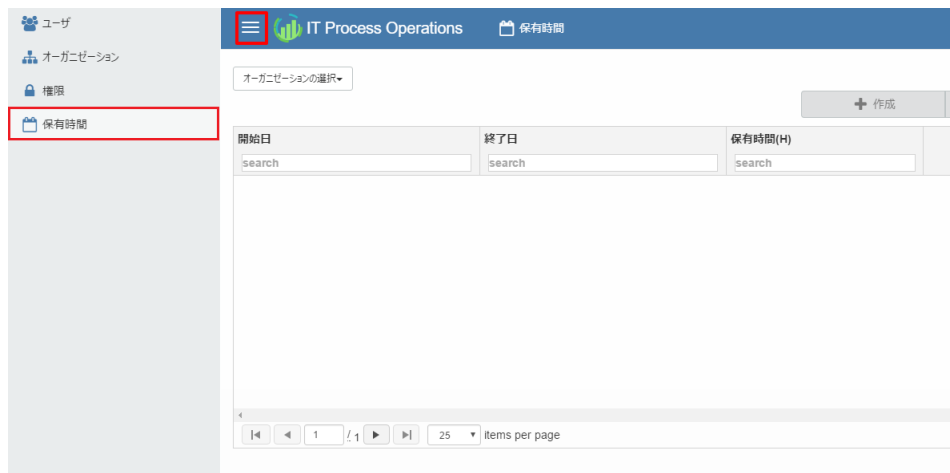 ユーザ
オーガニゼーション
権限
保有時間
IT Process Operations 保有時間
オーガニゼーションの選択
作成
開始日 終了日 保有時間(H)
search search search
1 / 1 25 items per page